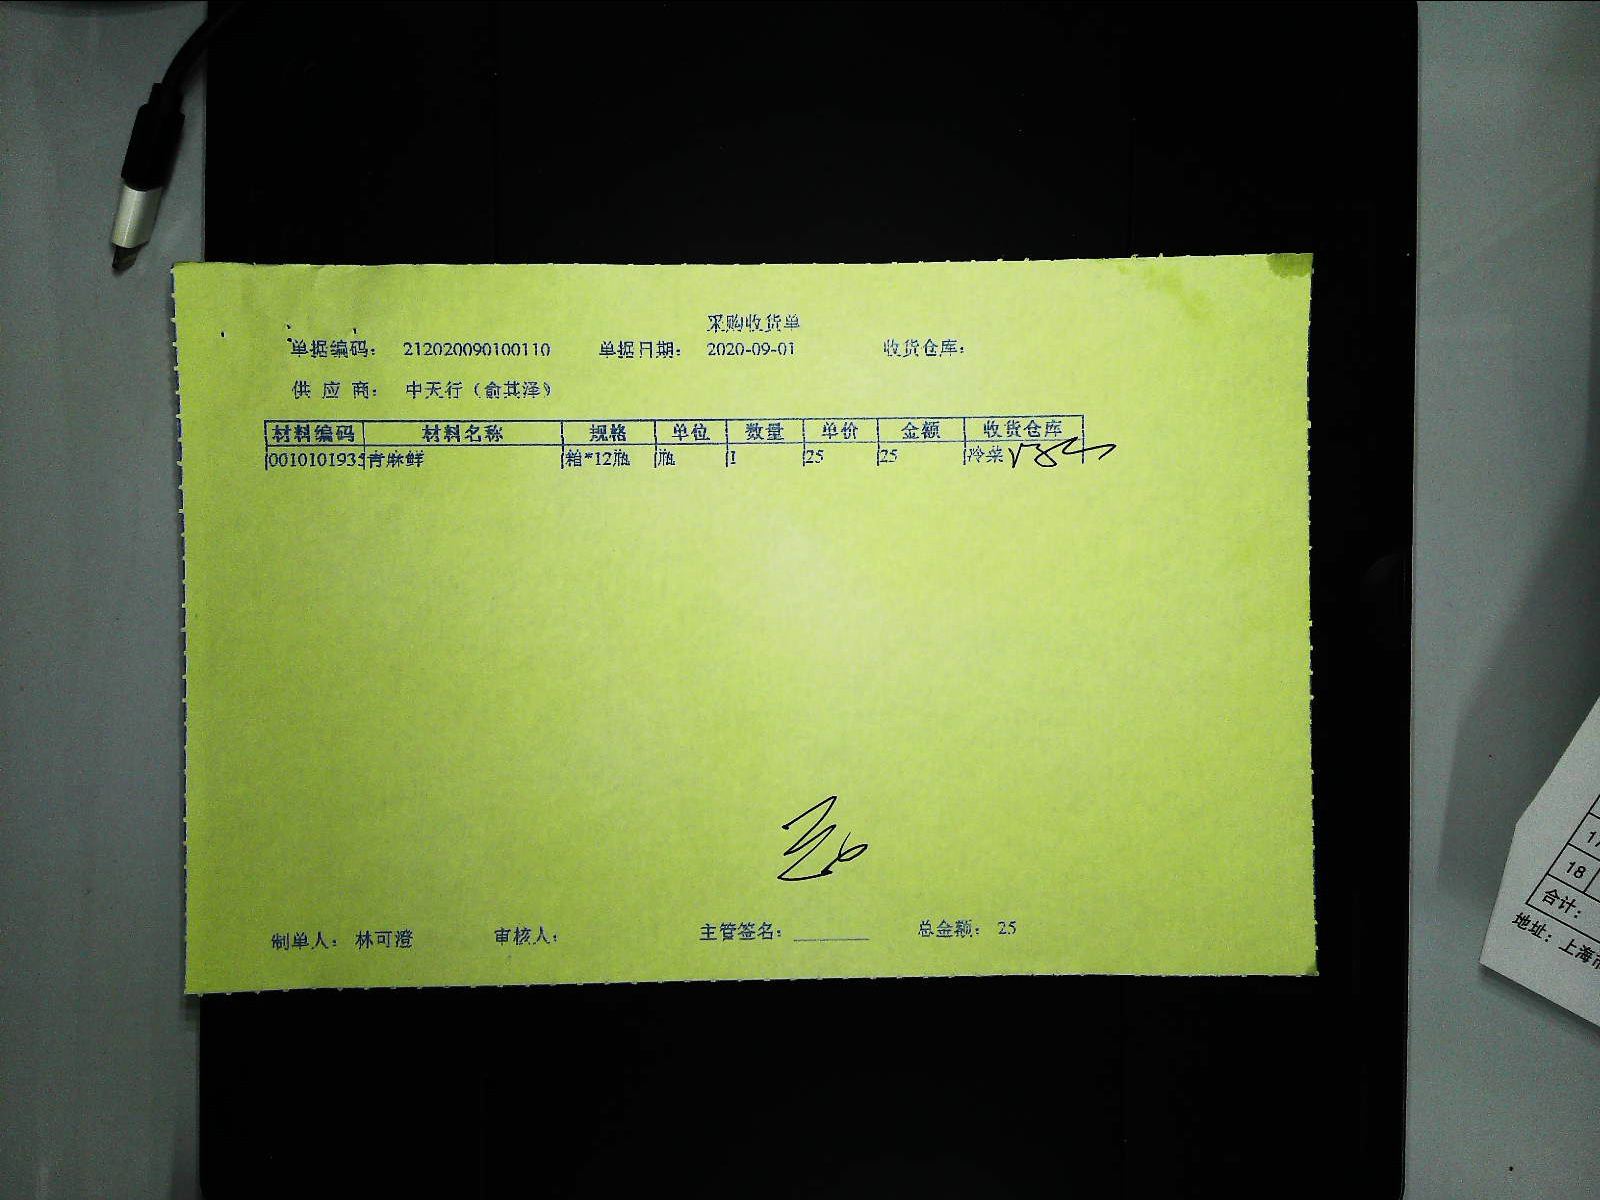 采购收货单
单据编码： 212020090100110 单据日期： 2020-09-01 收货仓库：
供 应 商： 中天行（俞其泽）
材料编码 材料名称 规格 单位 数量 单价 金额 收货仓库
0010101935 青麻鲜 箱*12瓶 瓶 1 25 25 冷菜
制单人： 林可澄 审核人： 主管签名： 总金额： 25
18
合计：
地址：上海市